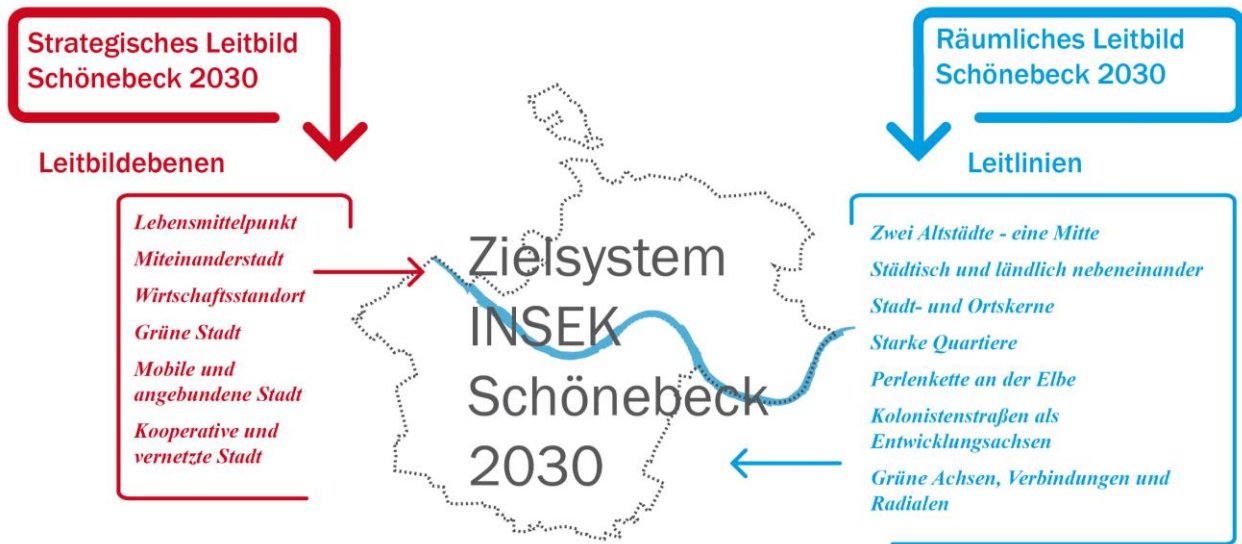 Strategisches Leitbild
Schönebeck 2030
Leitbildebenen
Lebensmittelpunkt
Miteinanderstadt
Wirtschaftsstandort
Grüne Stadt
Mobile und
angebundene Stadt
Kooperative und
vernetzte Stadt
Zielsystem
INSEK
Schönebeck
2030
Räumliches Leitbild
Schönebeck 2030
Leitlinien
Zwei Altstädte - eine Mitte
Städtisch und ländlich nebeneinander
Stadt- und Ortskerne
Starke Quartiere
Perlenkette an der Elbe
Kolonistenstraßen als
Entwicklungsachsen
Grüne Achsen, Verbindungen und
Radialen